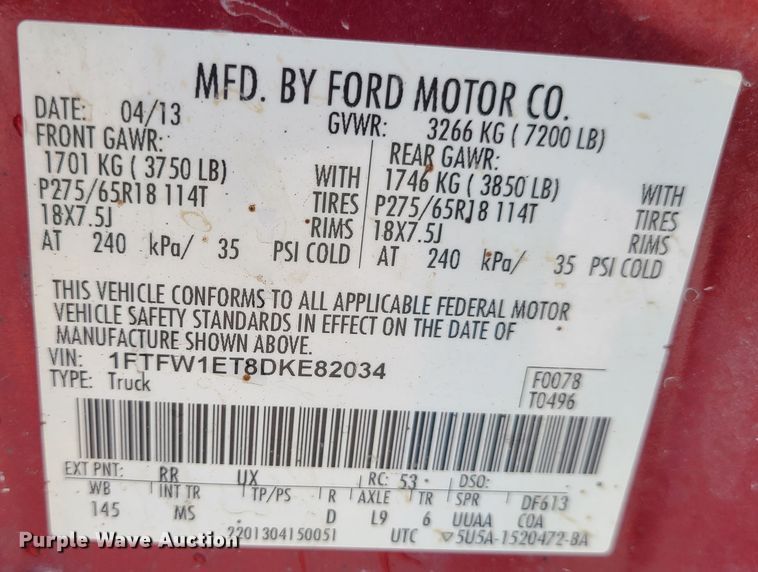 MFD. BY FORD MOTOR CO.
DATE: 04/13 GVWR: 3266 KG ( 7200 LB)
FRONT GAWR: REAR GAWR:
1701 KG ( 3750 LB) WITH 1746 KG ( 3850 LB) WITH
P275/65R18 114T TIRES P275/65R18 114T TIRES
18X7.5J RIMS 18X7.5J RIMS
AT 240 kPa/ 35 PSI COLD AT 240 kPa/ 35 PSI COLD
THIS VEHICLE CONFORMS TO ALL APPLICABLE FEDERAL MOTOR
VEHICLE SAFETY STANDARDS IN EFFECT ON THE DATE OF
MANUFACTURE SHOWN ABOVE.
VIN: 1FTFW1ET8DKE82034 F0078
TYPE: Truck T0496
EXT PNT: RR UX RC: 53 DSO:
WB INT TR TP/PS R AXLE TR SPR DF613
145 MS D L9 6 UUAA COA
2201304150051 UTC ▽5U5A-1520472-BA
Purple Wave Auction